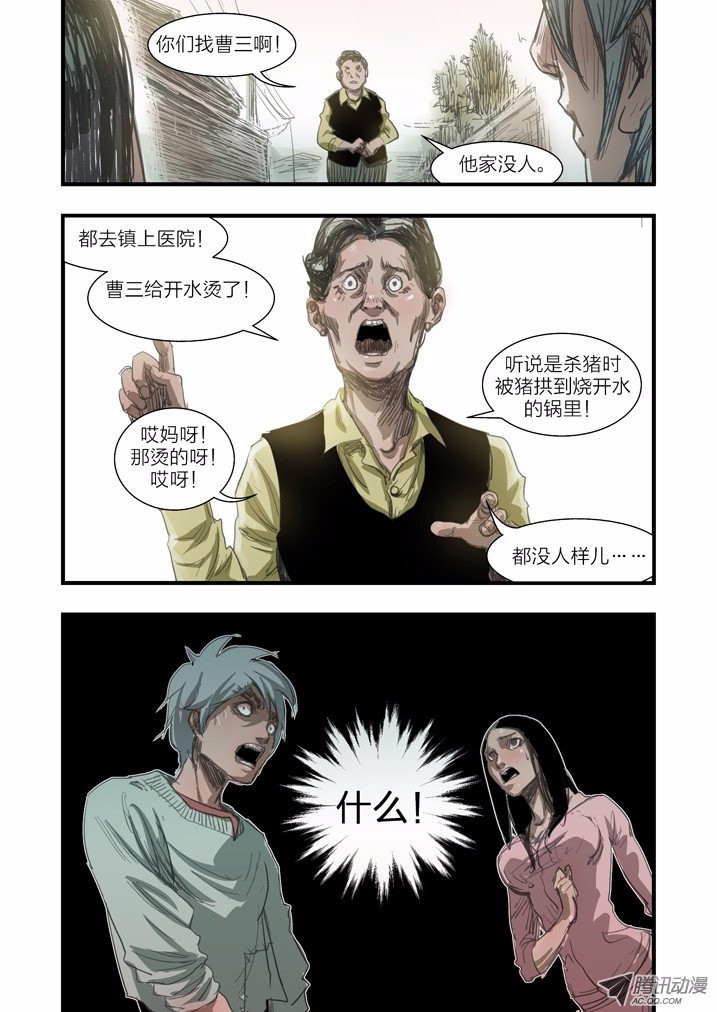 你们找曹三啊！
他家没人。
都去镇上医院！
曹三给开水烫了！
听说是杀猪时
被猪拱到烧开水
的锅里！
哎妈呀！
那烫的呀！
哎呀！
都没人样儿……
什么！
腾讯动漫
AC.QQ.COM